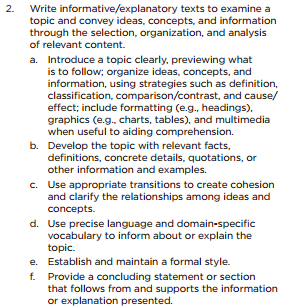 2. Write informative/explanatory texts to examine a
topic and convey ideas, concepts, and information
through the selection, organization, and analysis
of relevant content.
a. Introduce a topic clearly, previewing what
is to follow; organize ideas, concepts, and
information, using strategies such as definition,
classification, comparison/contrast, and cause/
effect; include formatting (e.g., headings),
graphics (e.g., charts, tables), and multimedia
when useful to aiding comprehension.
b. Develop the topic with relevant facts,
definitions, concrete details, quotations, or
other information and examples.
c. Use appropriate transitions to create cohesion
and clarify the relationships among ideas and
concepts.
d. Use precise language and domain-specific
vocabulary to inform about or explain the
topic.
e. Establish and maintain a formal style.
f. Provide a concluding statement or section
that follows from and supports the information
or explanation presented.